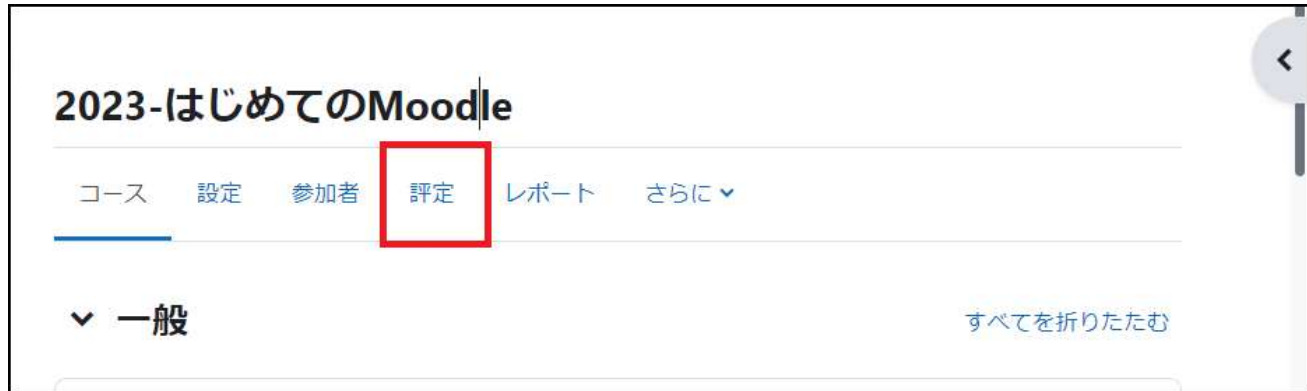 2023-はじめてのMoodle
コース 設定 参加者 評定 レポート さらに
一般 すべてを折りたたむ